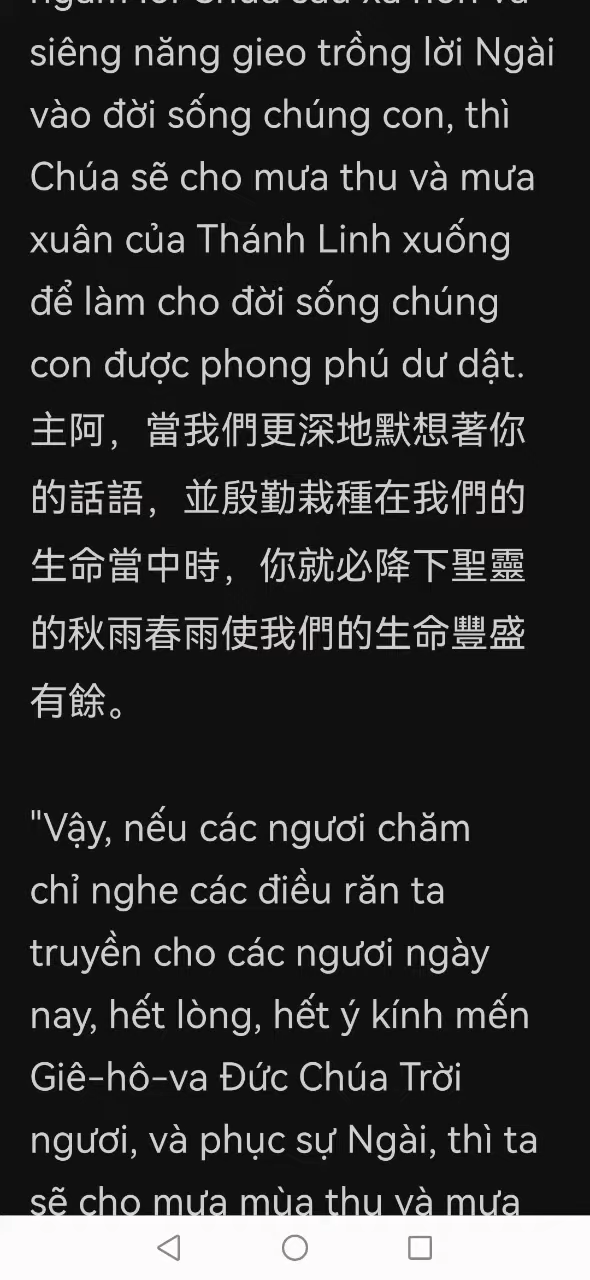 siêng năng gieo trồng lời Ngài
vào đời sống chúng con, thì
Chúa sẽ cho mưa thu và mưa
xuân của Thánh Linh xuống
để làm cho đời sống chúng
con được phong phú dư dật.
主阿，當我們更深地默想著你
的話語，並殷勤栽種在我們的
生命當中時，你就必降下聖靈
的秋雨春雨使我們的生命豐盛
有餘。
"Vậy, nếu các ngươi chăm
chỉ nghe các điều răn ta
truyền cho các ngươi ngày
nay, hết lòng, hết ý kính mến
Giê-hô-va Đức Chúa Trời
ngươi, và phục sự Ngài, thì ta
sẽ cho mưa mùa thu và mưa